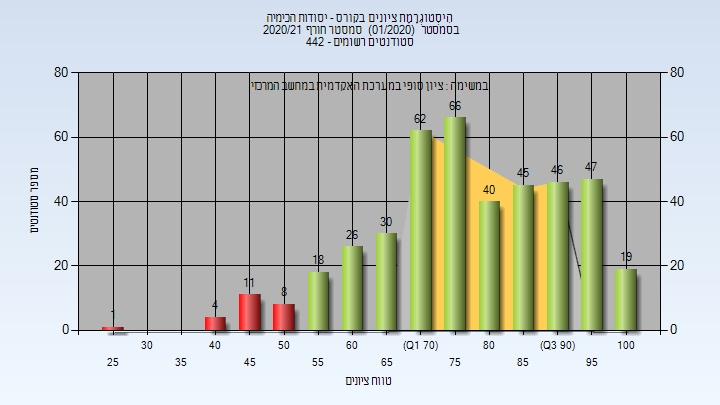 היסטוגרמת ציונים בקורס - יסודות הכימיה
בסמסטר (01/2020) סמסטר חורף 2020/21
סטודנטים רשומים - 442
במשימה : ציון סופי במערכת האקדמית במחשב המרכזי
80 80
60 60
40 40
20 20
0 0
מספר סטודנטים
1 4 11 8 18 26 30 62 66 40 45 46 47 19
30 40 50 60 (Q1 70) 80 (Q3 90) 100
25 35 45 55 65 75 85 95
טווח ציונים